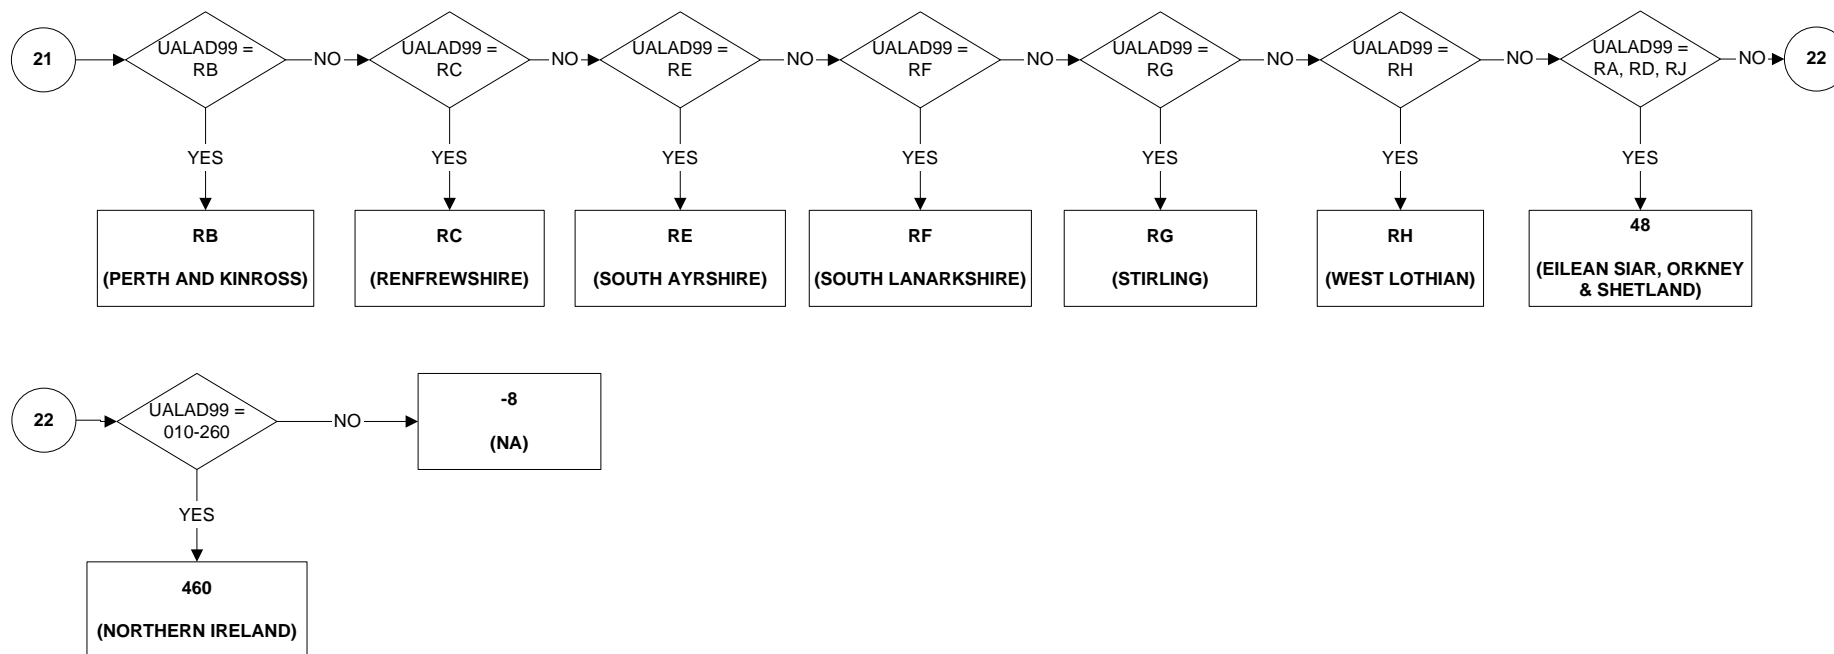 21
UALAD99 =
RB
NO
UALAD99 =
RC
NO
UALAD99 =
RE
NO
UALAD99 =
RF
NO
UALAD99 =
RG
NO
UALAD99 =
RH
NO
UALAD99 =
RA, RD, RJ
NO
22
YES
YES
YES
YES
YES
YES
YES
RB
(PERTH AND KINROSS)
RC
(RENFREWSHIRE)
RE
(SOUTH AYRSHIRE)
RF
(SOUTH LANARKSHIRE)
RG
(STIRLING)
RH
(WEST LOTHIAN)
48
(EILEAN SIAR, ORKNEY
& SHETLAND)
22
UALAD99 =
010-260
NO
-8
(NA)
YES
460
(NORTHERN IRELAND)